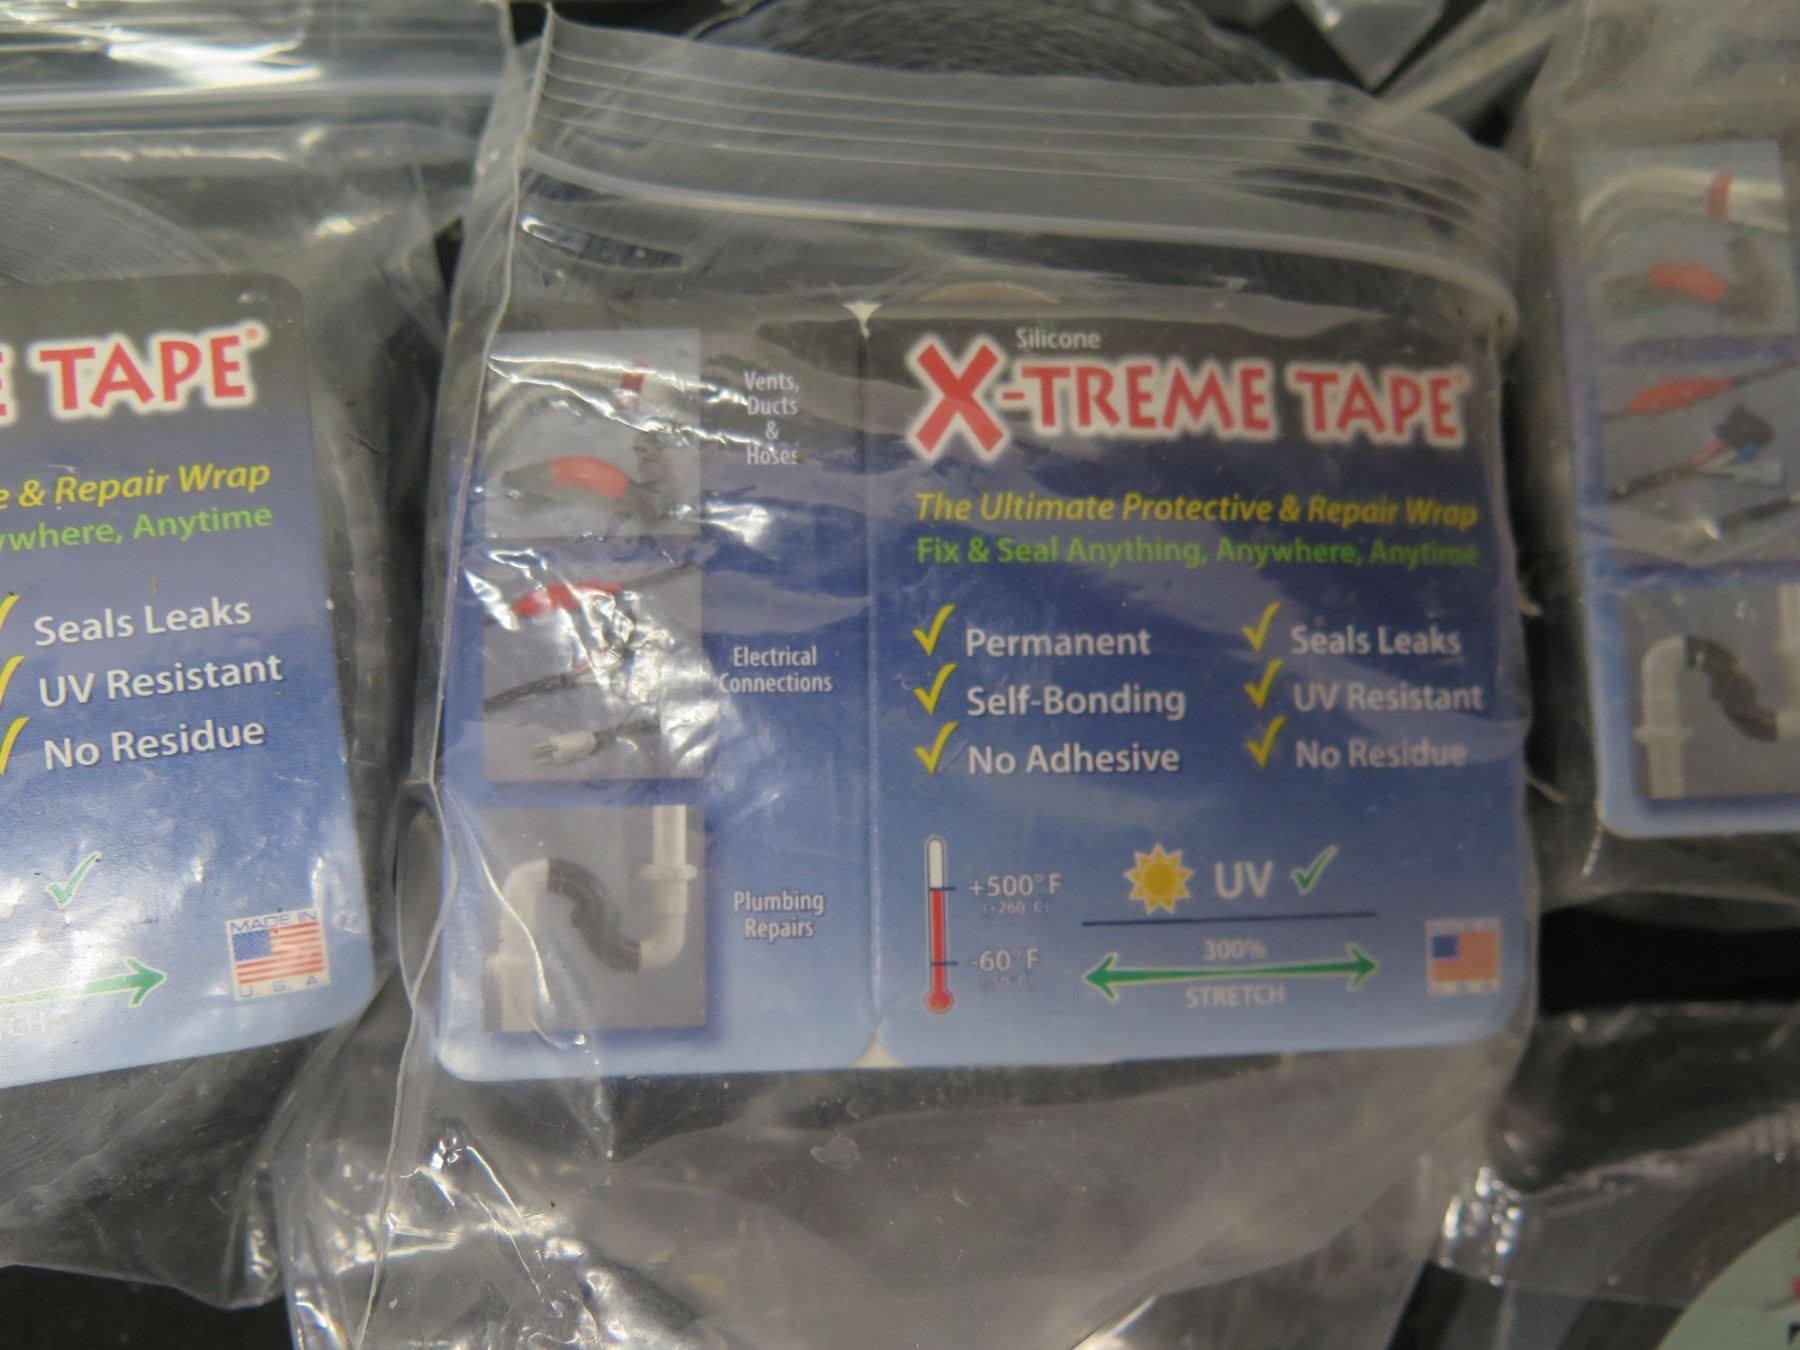 E TAPE®
e & Repair Wrap
ywhere, Anytime
Seals Leaks
UV Resistant
No Residue
MADE IN
U. S. A
Vents,
Ducts
&
Hoses
Electrical
Connections
Plumbing
Repairs
Silicone
X-TREME TAPE®
The Ultimate Protective & Repair Wrap
Fix & Seal Anything, Anywhere, Anytime
Permanent
Self-Bonding
No Adhesive
Seals Leaks
UV Resistant
No Residue
+500° F
(+260° C)
-60° F
UV
300%
STRETCH